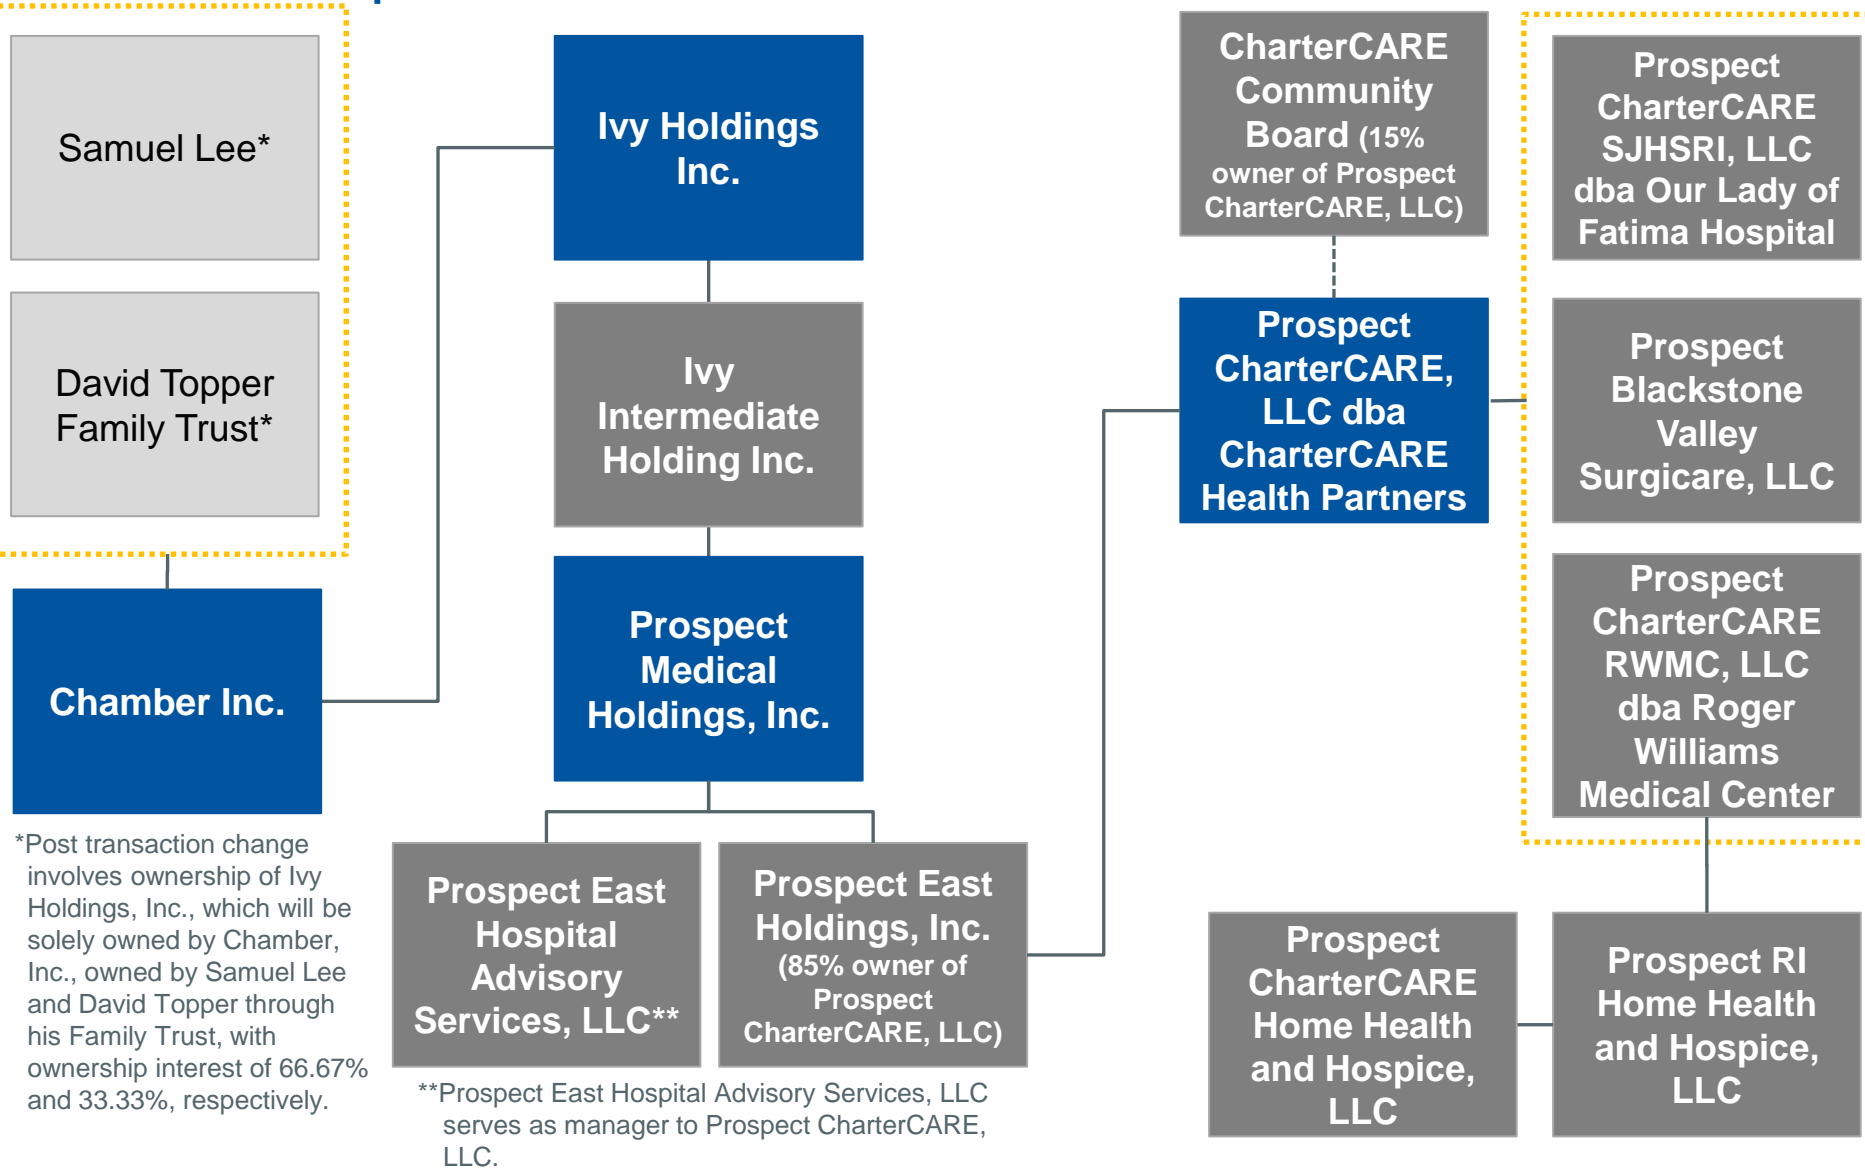 Samuel Lee*
David Topper
Family Trust*
Chamber Inc.
*Post transaction change
involves ownership of Ivy
Holdings, Inc., which will be
solely owned by Chamber,
Inc., owned by Samuel Lee
and David Topper through
his Family Trust, with
ownership interest of 66.67%
and 33.33%, respectively.
Ivy Holdings
Inc.
Ivy
Intermediate
Holding Inc.
Prospect
Medical
Holdings, Inc.
Prospect East
Hospital
Advisory
Services, LLC**
Prospect East
Holdings, Inc.
(85% owner of
Prospect
CharterCARE, LLC)
**Prospect East Hospital Advisory Services, LLC
serves as manager to Prospect CharterCARE,
LLC.
CharterCARE
Community
Board (15%
owner of Prospect
CharterCARE, LLC)
Prospect
CharterCARE,
LLC dba
CharterCARE
Health Partners
Prospect
CharterCARE
SJHSRI, LLC
dba Our Lady of
Fatima Hospital
Prospect
Blackstone
Valley
Surgicare, LLC
Prospect
CharterCARE
RWMC, LLC
dba Roger
Williams
Medical Center
Prospect
CharterCARE
Home Health
and Hospice,
LLC
Prospect RI
Home Health
and Hospice,
LLC